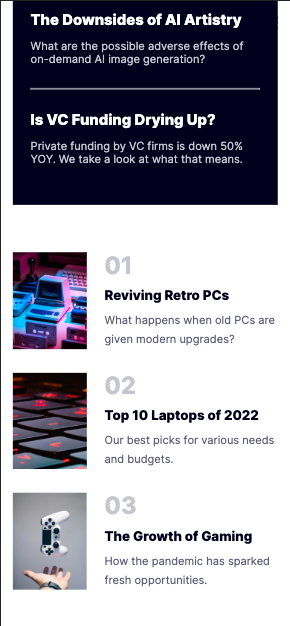 The Downsides of AI Artistry
What are the possible adverse effects of
on-demand AI image generation?
Is VC Funding Drying Up?
Private funding by VC firms is down 50%
YOY. We take a look at what that means.
01
Reviving Retro PCs
What happens when old PCs are
given modern upgrades?
02
Top 10 Laptops of 2022
Our best picks for various needs
and budgets.
03
The Growth of Gaming
How the pandemic has sparked
fresh opportunities.